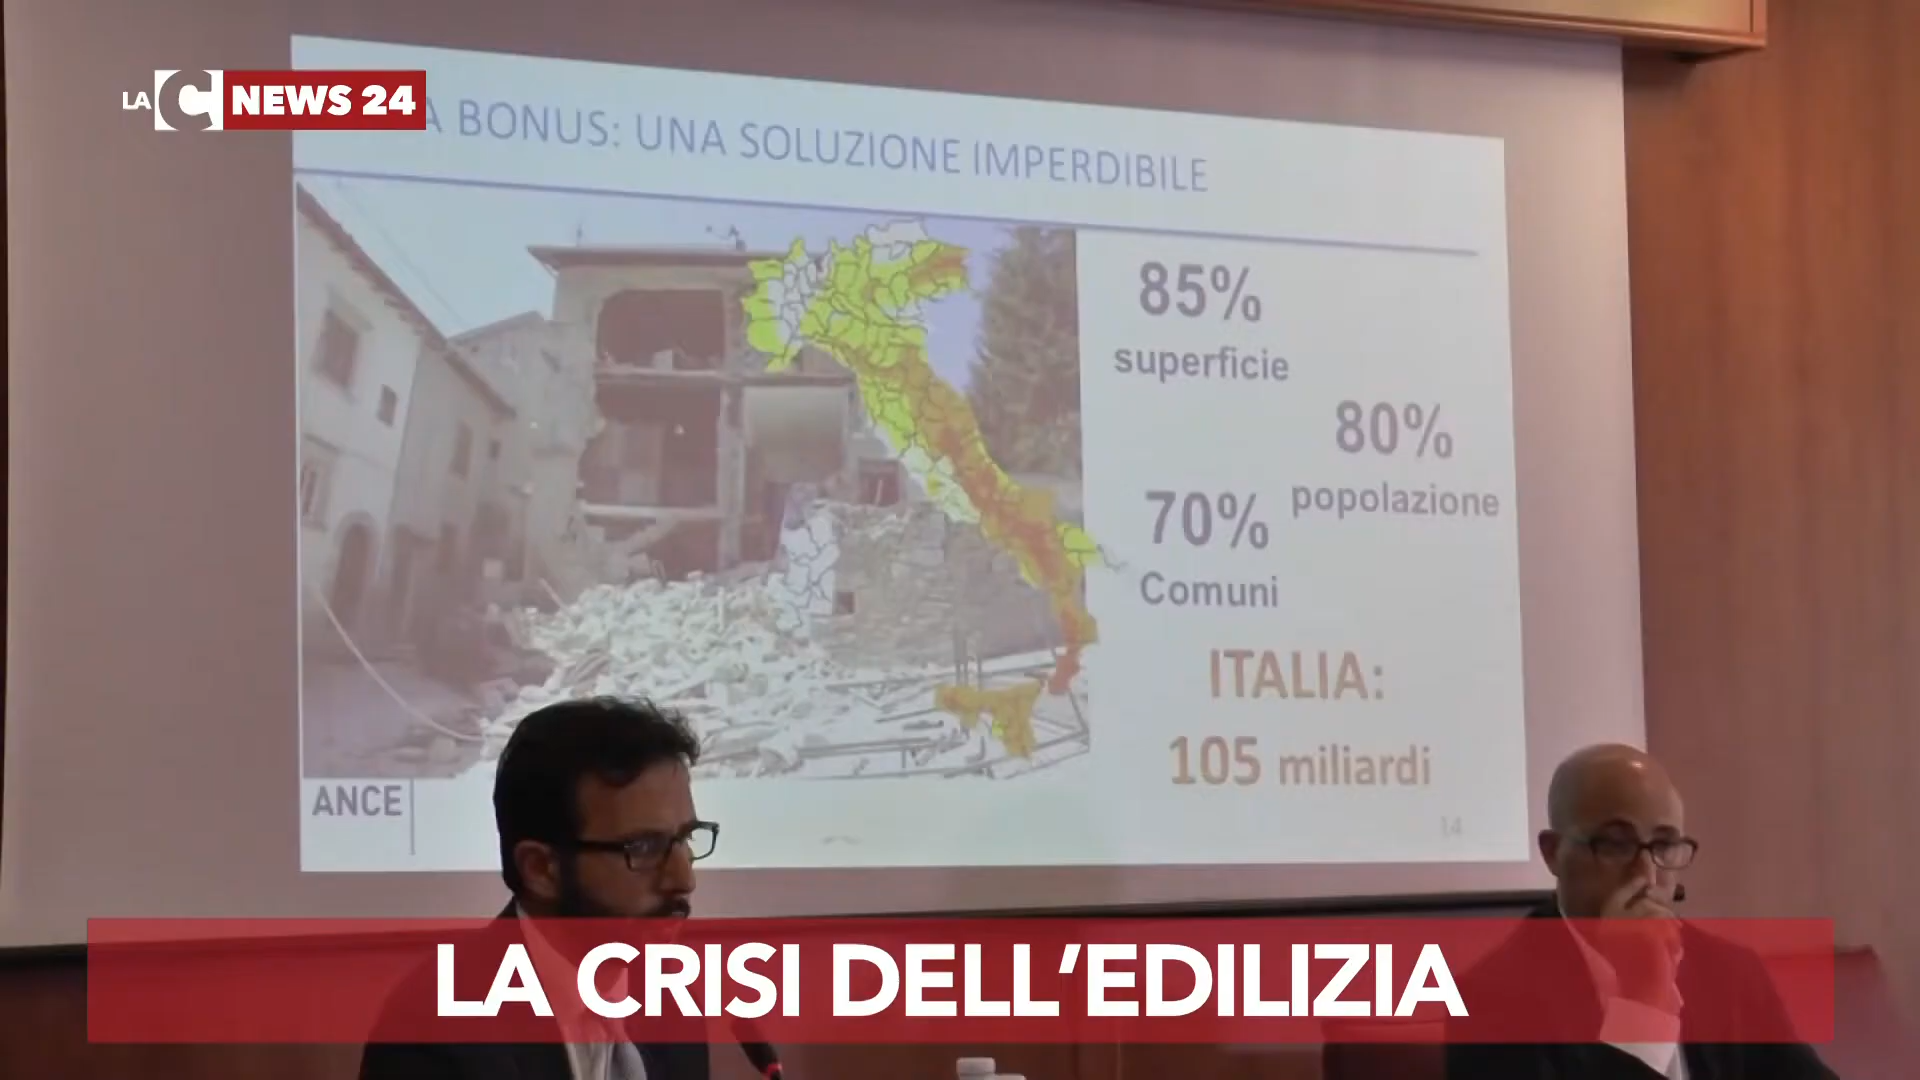 LA C NEWS 24
A BONUS: UNA SOLUZIONE IMPERDIBILE
85%
superficie
80%
popolazione
70%
Comuni
ITALIA:
105 miliardi
ANCE
14
LA CRISI DELL'EDILIZIA